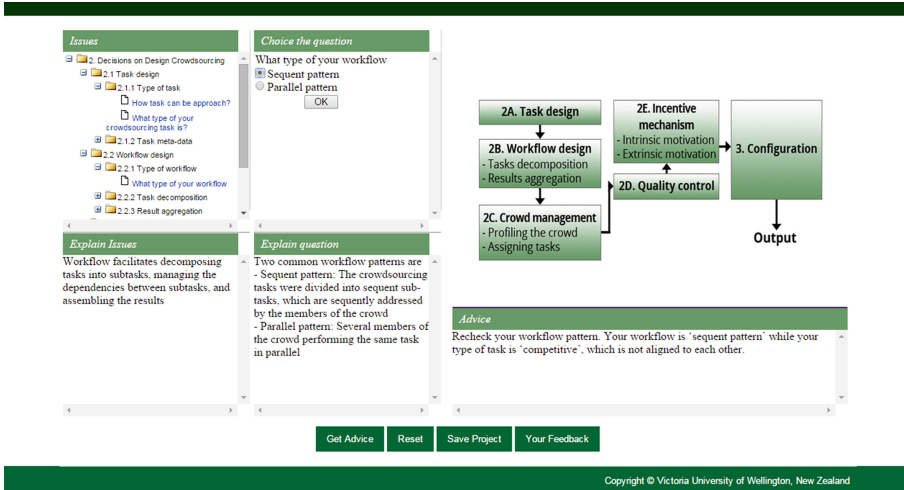 Issues
2. Decisions on Design Crowdsourcing
2.1 Task design
2.1.1 Type of task
How task can be approach?
What type of your
crowdsourcing task is?
2.1.2 Task meta-data
2.2 Workflow design
2.2.1 Type of workflow
What type of your workflow
2.2.2 Task decomposition
2.2.3 Result aggregation
Choice the question
What type of your workflow
Sequent pattern
Parallel pattern
OK
2A. Task design
2B. Workflow design
- Tasks decomposition
- Results aggregation
2C. Crowd management
- Profiling the crowd
- Assigning tasks
2D. Quality control
2E. Incentive
mechanism
- Intrinsic motivation
- Extrinsic motivation
3. Configuration
Output
Explain Issues
Workflow facilitates decomposing
tasks into subtasks, managing the
dependencies between subtasks, and
assembling the results
Explain question
Two common workflow patterns are
- Sequent pattern: The crowdsourcing
tasks were divided into sequent sub-
tasks, which are sequently addressed
by the members of the crowd
- Parallel pattern: Several members of
the crowd performing the same task
in parallel
Advice
Recheck your workflow pattern. Your workflow is ‘sequent pattern’ while your
type of task is ‘competitive’, which is not aligned to each other.
Get Advice
Reset
Save Project
Your Feedback
Copyright © Victoria University of Wellington, New Zealand